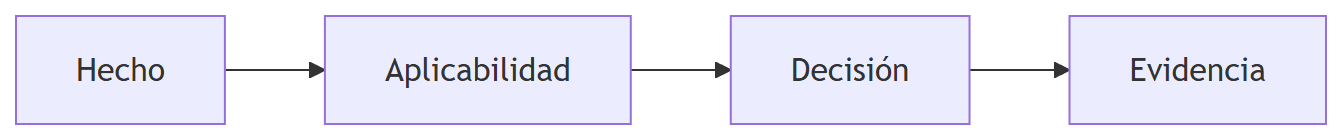 Hecho
Aplicabilidad
Decisión
Evidencia